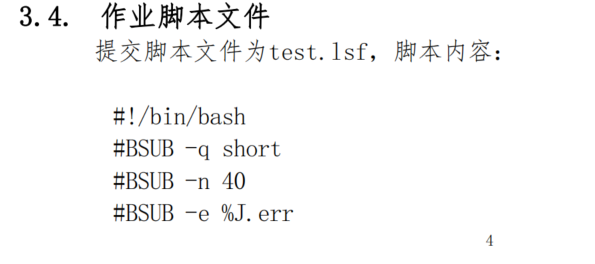 3.4. 作业脚本文件
提交脚本文件为test.lsf，脚本内容：
#!/bin/bash
#BSUB -q short
#BSUB -n 40
#BSUB -e %J.err
4